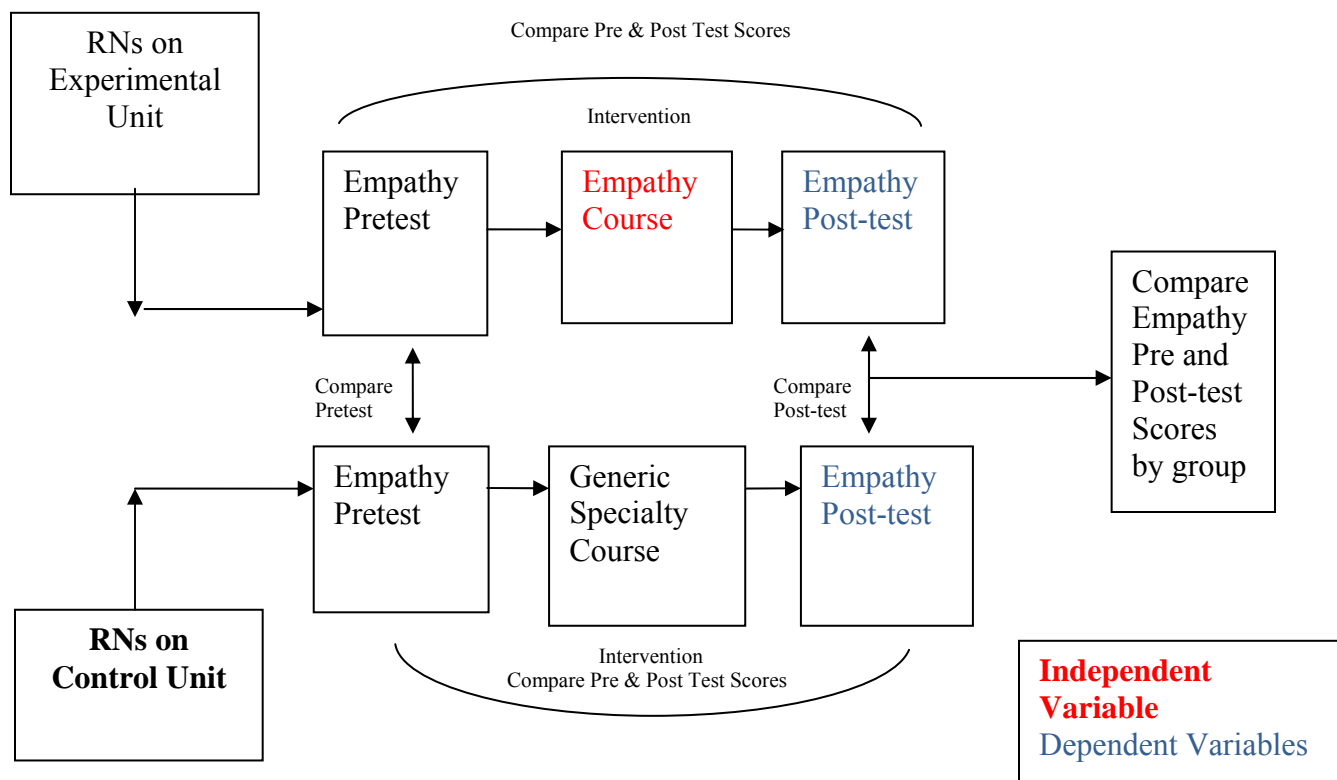 RNs on
Experimental
Unit
Compare Pre & Post Test Scores
Intervention
Empathy
Pretest
Empathy
Course
Empathy
Post-test
Compare
Empathy
Pre and
Post-test
Scores
by group
Compare
Pretest
Compare
Post-test
Empathy
Pretest
Generic
Specialty
Course
Empathy
Post-test
RNs on
Control Unit
Intervention
Compare Pre & Post Test Scores
Independent
Variable
Dependent Variables